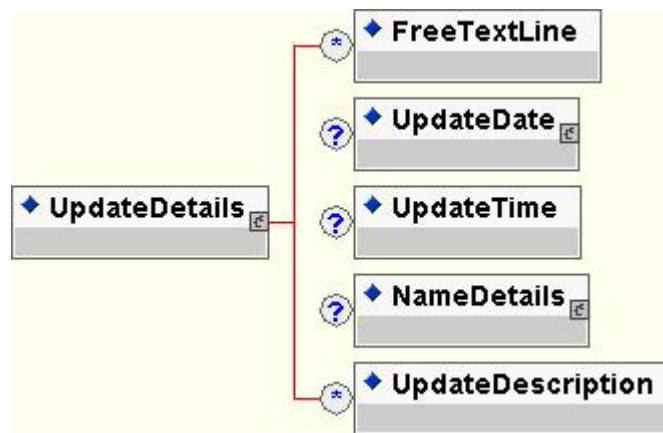 * FreeTextLine
? UpdateDate
UpdateDetails
? UpdateTime
? NameDetails
* UpdateDescription